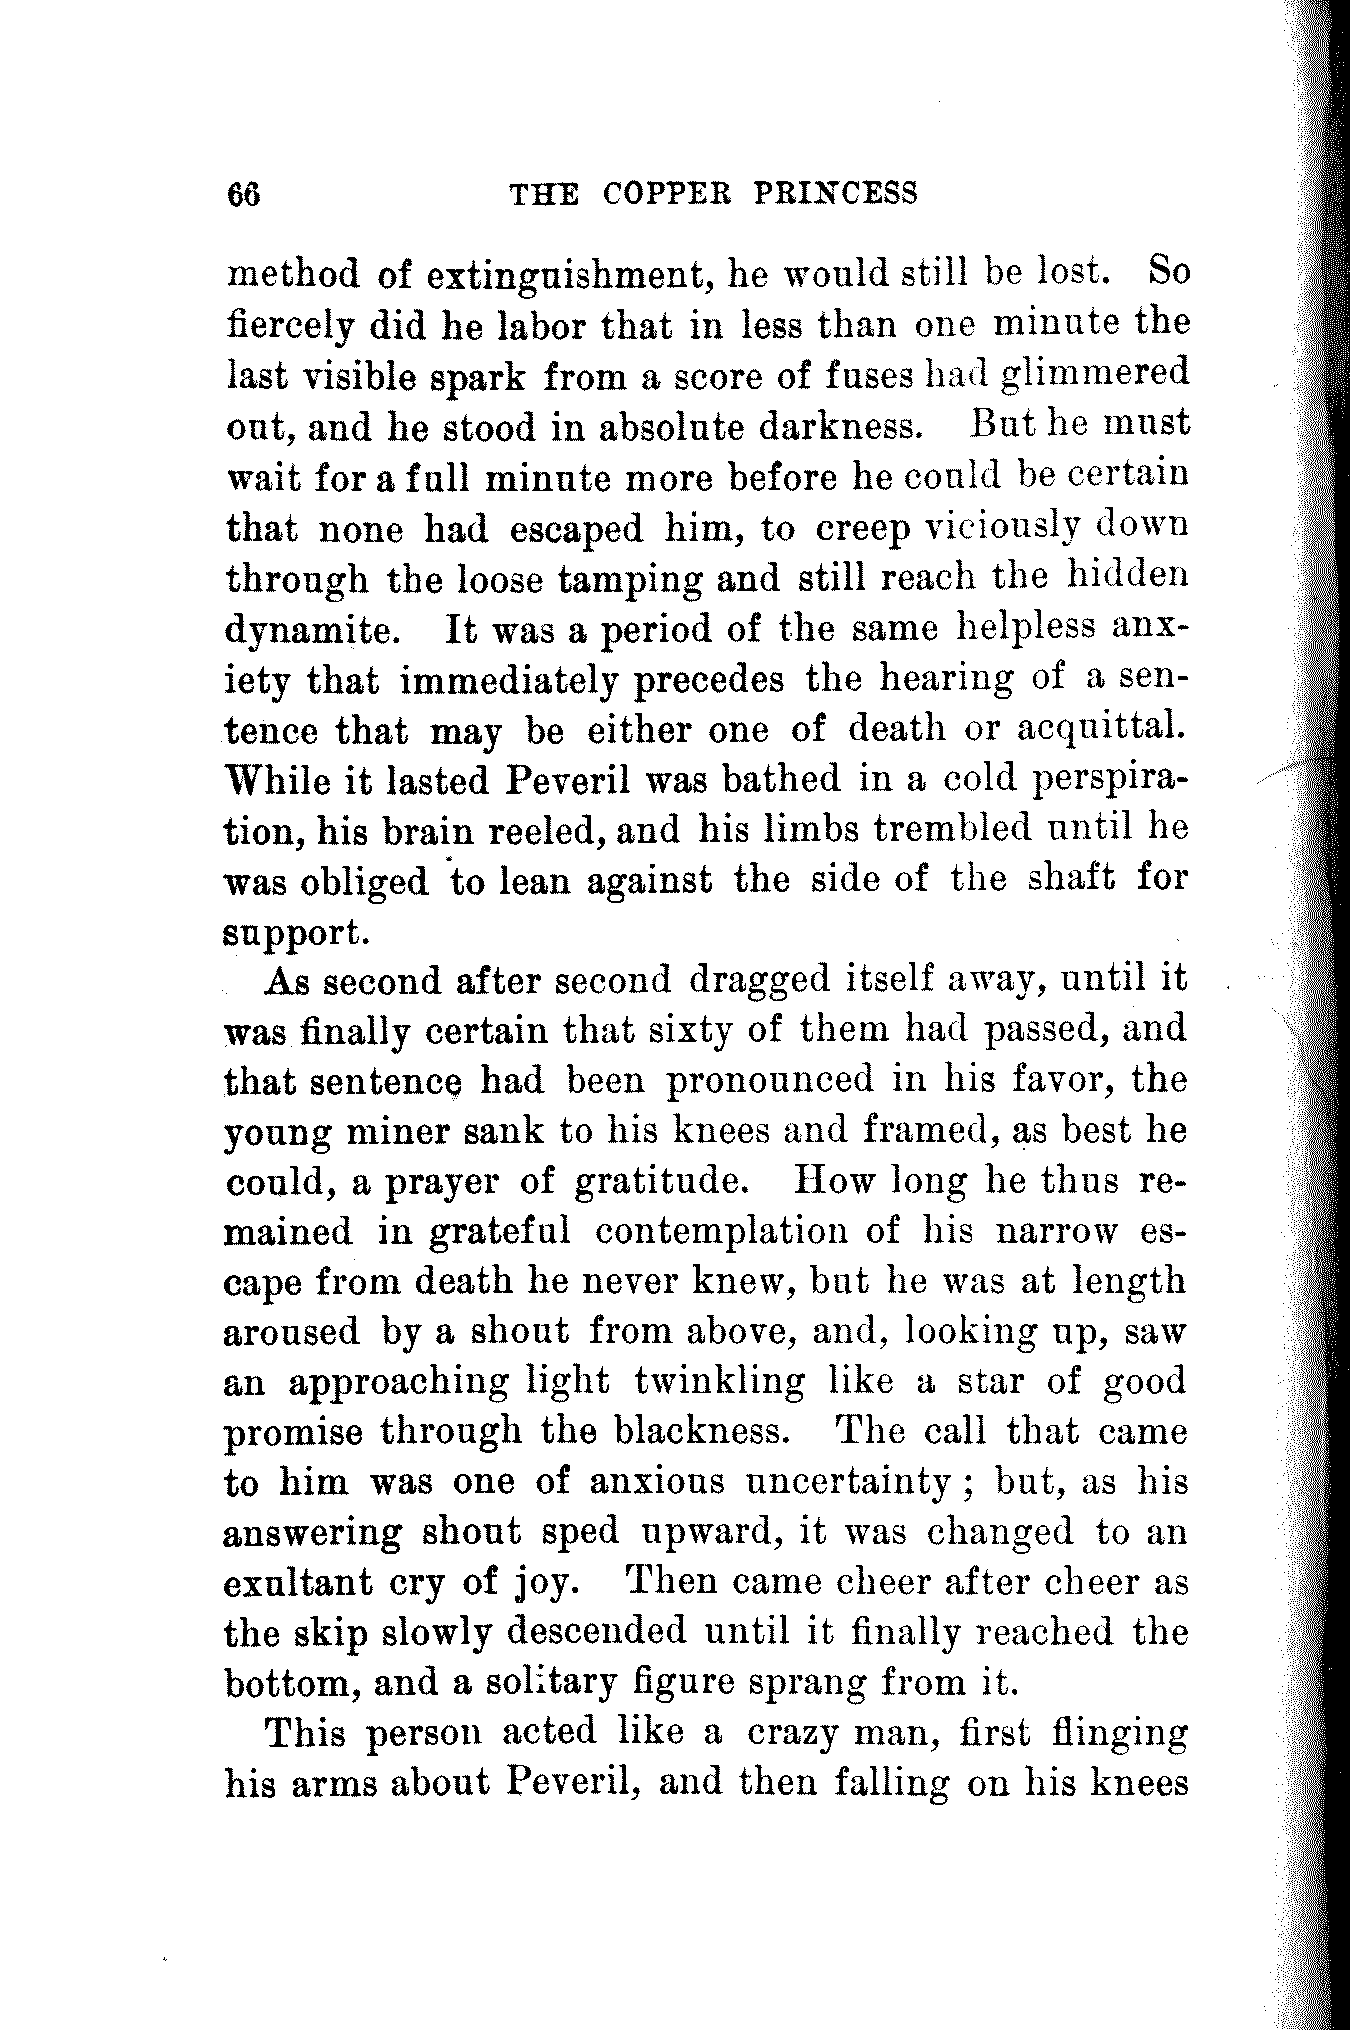 66 THE COPPER PRINCESS
method of extinguishment, he would still be lost. So
fiercely did he labor that in less than one minute the
last visible spark from a score of fuses had glimmered
out, and he stood in absolute darkness. But he must
wait for a full minute more before he could be certain
that none had escaped him, to creep viciously down
through the loose tamping and still reach the hidden
dynamite. It was a period of the same helpless anx-
iety that immediately precedes the hearing of a sen-
tence that may be either one of death or acquittal.
While it lasted Peveril was bathed in a cold perspira-
tion, his brain reeled, and his limbs trembled until he
was obliged to lean against the side of the shaft for
support.
As second after second dragged itself away, until it
was finally certain that sixty of them had passed, and
that sentence had been pronounced in his favor, the
young miner sank to his knees and framed, as best he
could, a prayer of gratitude. How long he thus re-
mained in grateful contemplation of his narrow es-
cape from death he never knew, but he was at length
aroused by a shout from above, and, looking up, saw
an approaching light twinkling like a star of good
promise through the blackness. The call that came
to him was one of anxious uncertainty ; but, as his
answering shout sped upward, it was changed to an
exultant cry of joy. Then came cheer after cheer as
the skip slowly descended until it finally reached the
bottom, and a solitary figure sprang from it.
This person acted like a crazy man, first flinging
his arms about Peveril, and then falling on his knees